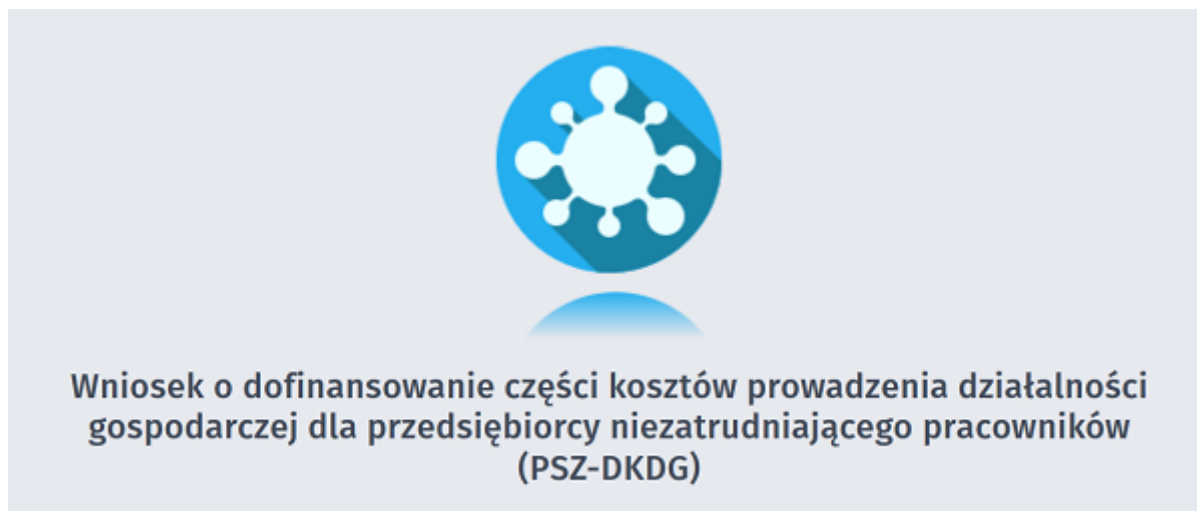 Wniosek o dofinansowanie części kosztów prowadzenia działalności
gospodarczej dla przedsiębiorcy niezatrudniającego pracowników
(PSZ-DKDG)